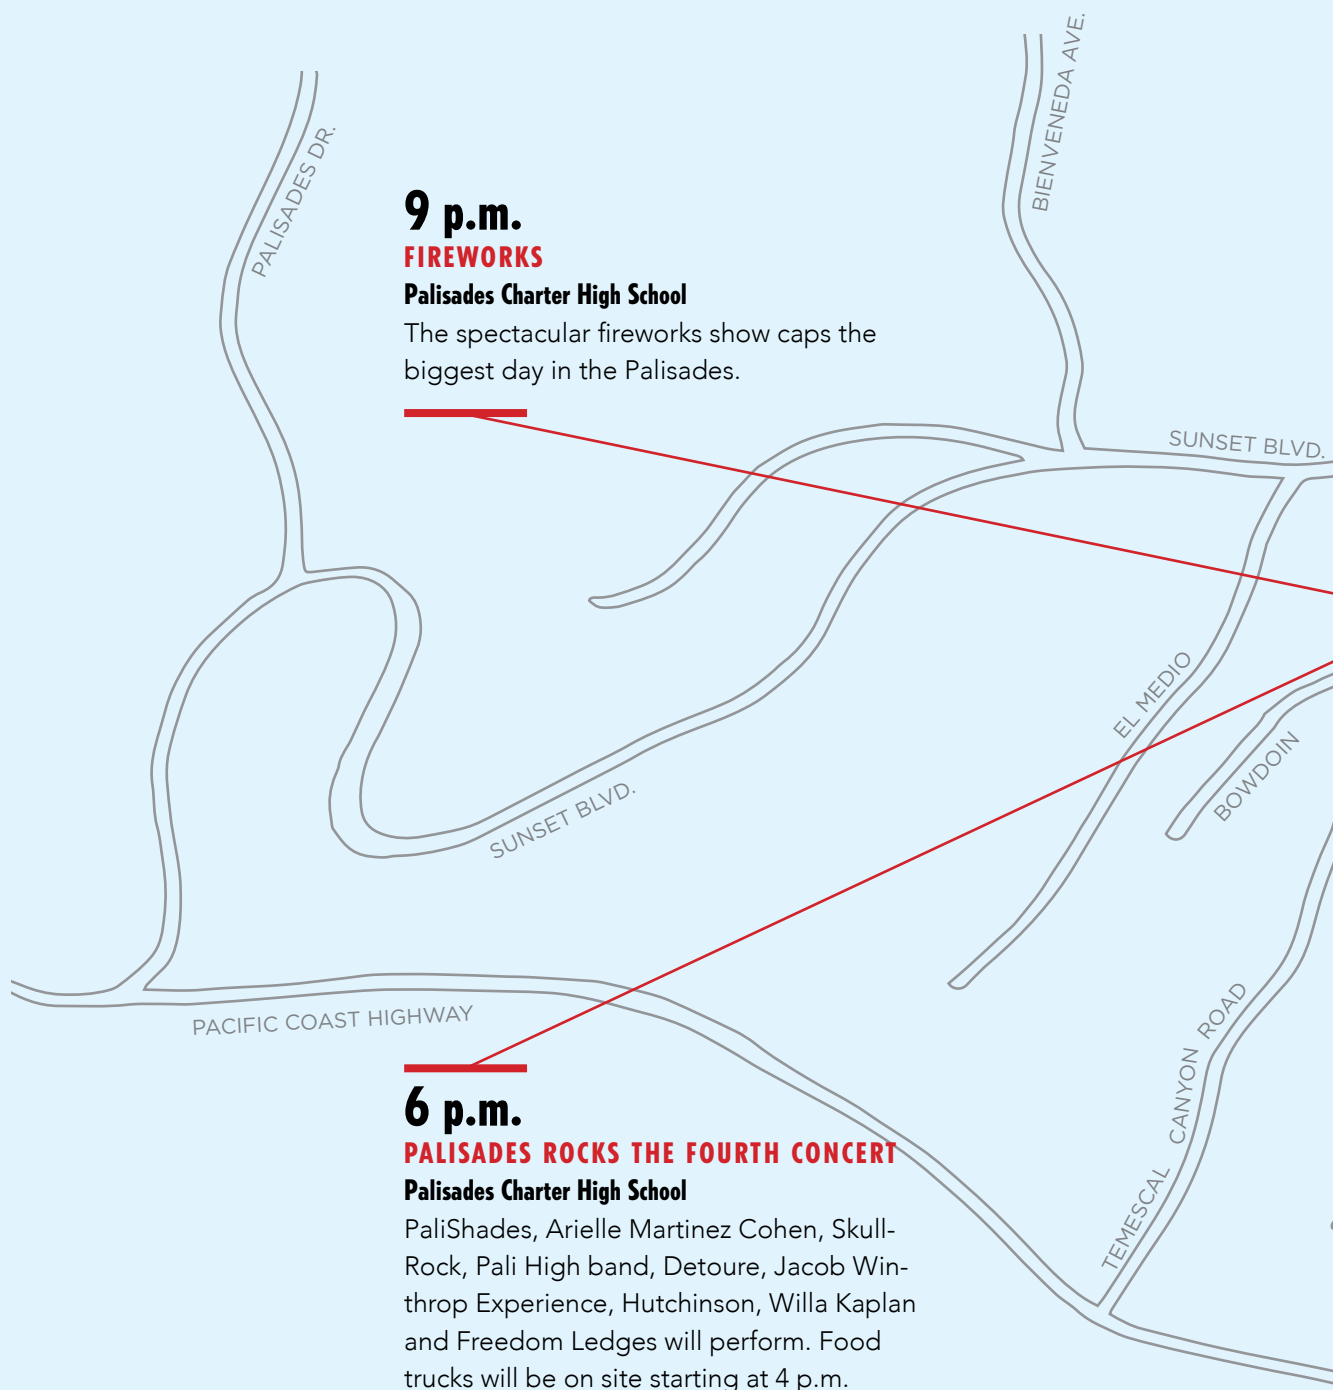 BIENVENEDA AVE.
PALISADES DR.
9 p.m.
FIREWORKS
Palisades Charter High School
The spectacular fireworks show caps the
biggest day in the Palisades.
SUNSET BLVD.
EL MEDIO
BOWDOIN
SUNSET BLVD.
PACIFIC COAST HIGHWAY
TEMESCAL CANYON ROAD
6 p.m.
PALISADES ROCKS THE FOURTH CONCERT
Palisades Charter High School
PaliShades, Arielle Martinez Cohen, Skull-
Rock, Pali High band, Detoure, Jacob Win-
throp Experience, Hutchinson, Willa Kaplan
and Freedom Ledges will perform. Food
trucks will be on site starting at 4 p.m.